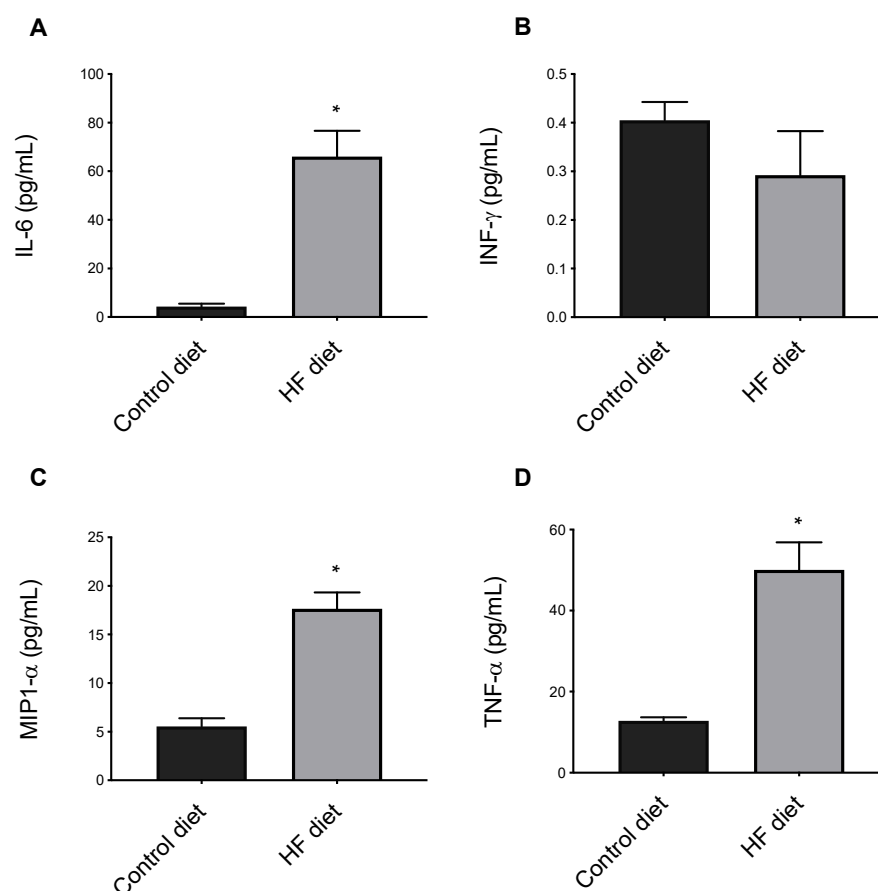 A
IL-6 (pg/mL)
100
80
60
40
20
0
*
Control diet
HF diet
B
INF-γ (pg/mL)
0.5
0.4
0.3
0.2
0.1
0.0
Control diet
HF diet
C
MIP1-α (pg/mL)
25
20
15
10
5
0
*
Control diet
HF diet
D
TNF-α (pg/mL)
60
40
20
0
*
Control diet
HF diet